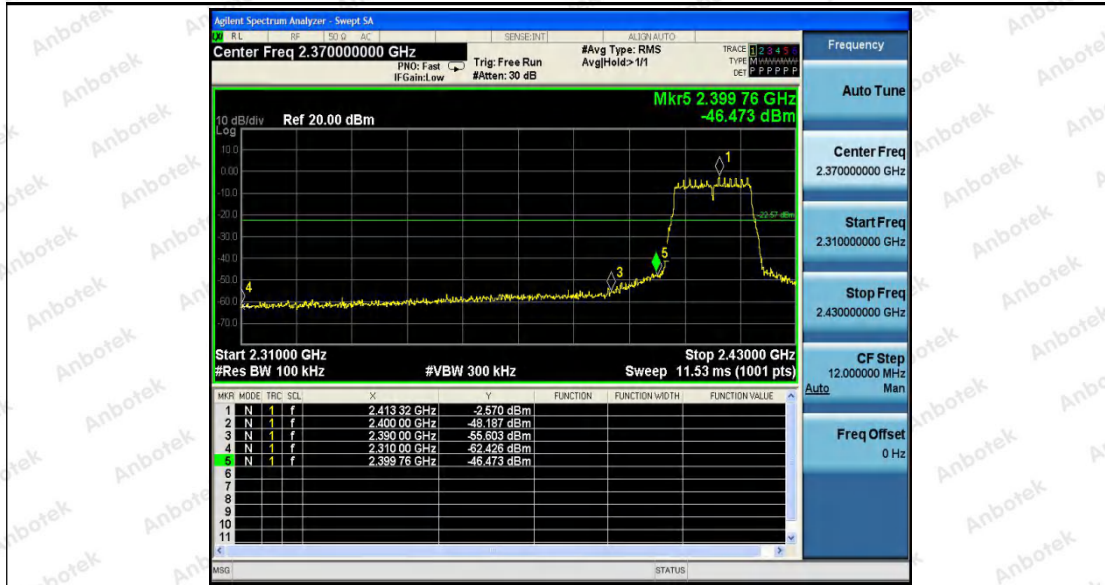 Agilent Spectrum Analyzer - Swept SA
RL RF 50 Ω AC SENSE:INT ALIGN AUTO
Center Freq 2.370000000 GHz
PNO: Fast
IFGain:Low
Trig: Free Run
#Atten: 30 dB
#Avg Type: RMS
Avg|Hold>1/1
TRACE 1 2 3 4 5 6
TYPE M
DET P P P P P P
Mkr5 2.399 76 GHz
-46.473 dBm
10 dB/div Ref 20.00 dBm
Log
10.0
0.00
-10.0
-20.0
-30.0
-40.0
-50.0
-60.0
-70.0
1
-22.57 dBm
5
3
4
Start 2.31000 GHz Stop 2.43000 GHz
#Res BW 100 kHz #VBW 300 kHz Sweep 11.53 ms (1001 pts)
MKR MODE TRC SCL X Y FUNCTION FUNCTION WIDTH FUNCTION VALUE
1 N 1 f 2.413 32 GHz -2.570 dBm
2 N 1 f 2.400 00 GHz -48.187 dBm
3 N 1 f 2.390 00 GHz -55.603 dBm
4 N 1 f 2.310 00 GHz -62.426 dBm
5 N 1 f 2.399 76 GHz -46.473 dBm
6
7
8
9
10
11
MSG STATUS
Frequency
Auto Tune
Center Freq
2.370000000 GHz
Start Freq
2.310000000 GHz
Stop Freq
2.430000000 GHz
CF Step
12.000000 MHz
Auto Man
Freq Offset
0 Hz
Anbotek